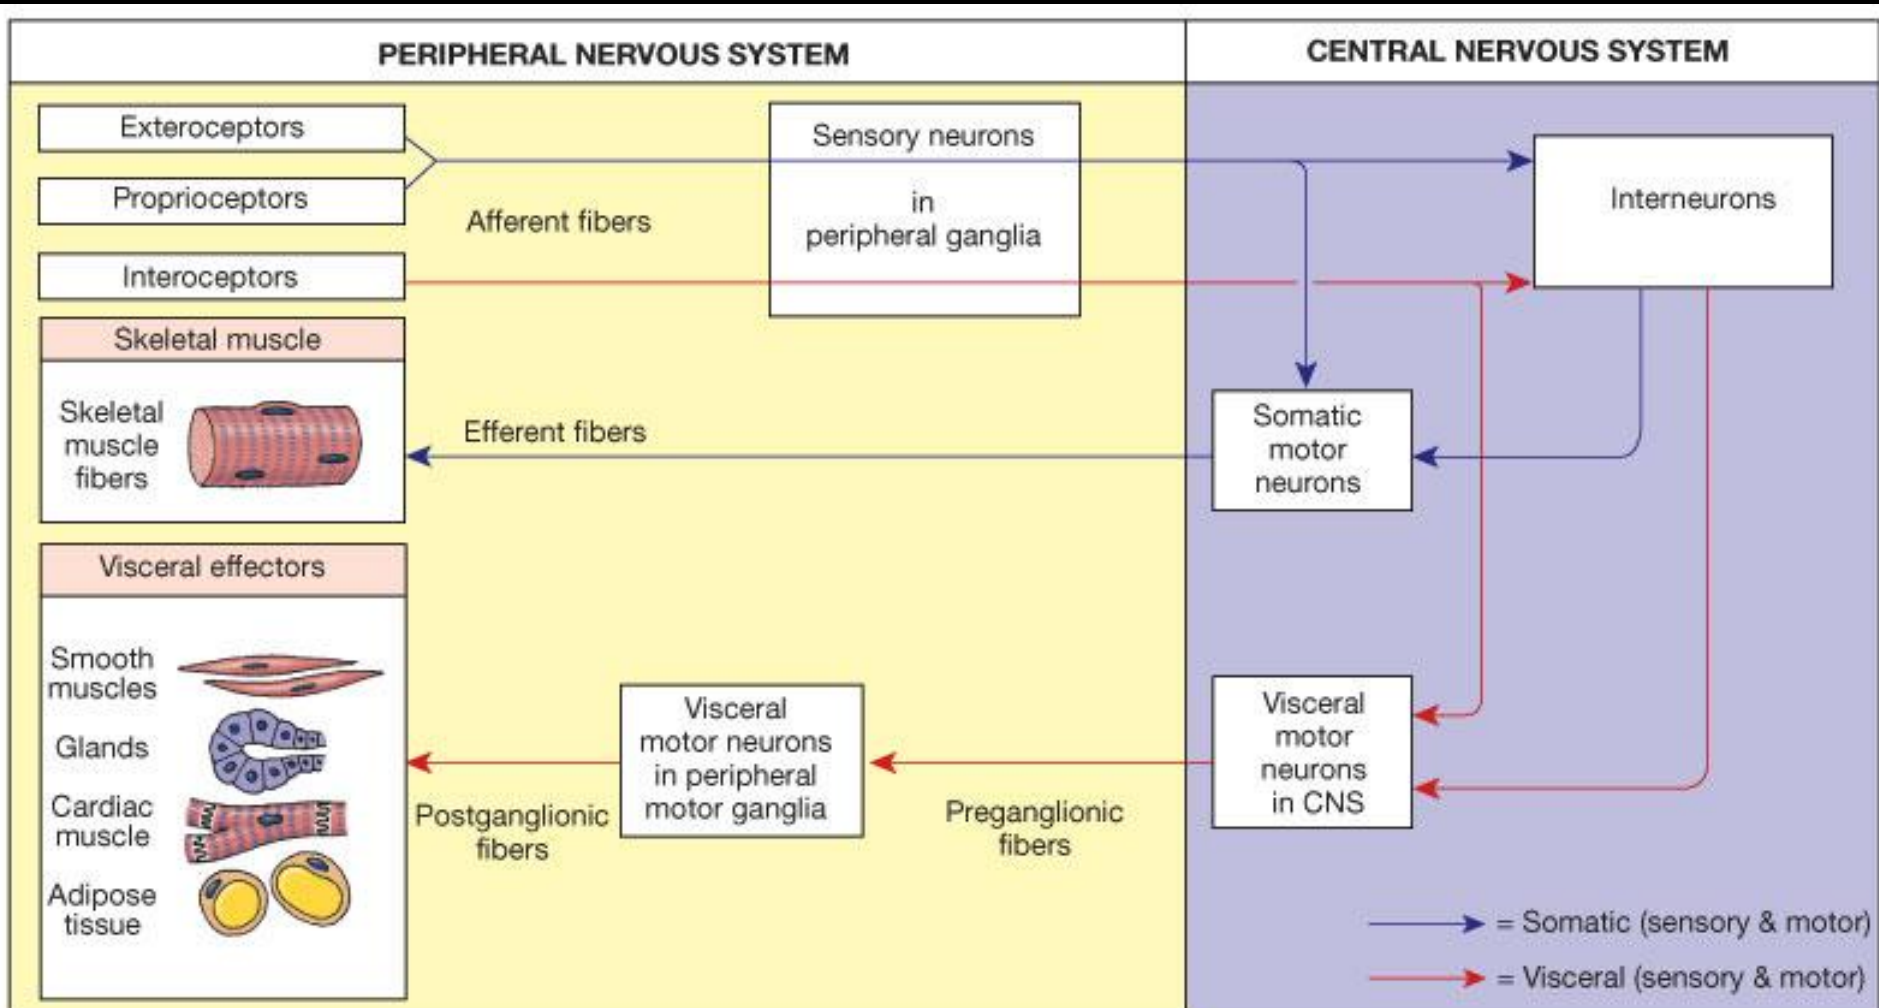 PERIPHERAL NERVOUS SYSTEM
CENTRAL NERVOUS SYSTEM
Exteroceptors
Proprioceptors
Interoceptors
Afferent fibers
Sensory neurons
in
peripheral ganglia
Interneurons
Skeletal muscle
Skeletal
muscle
fibers
Efferent fibers
Somatic
motor
neurons
Visceral effectors
Smooth
muscles
Glands
Cardiac
muscle
Adipose
tissue
Postganglionic
fibers
Visceral
motor neurons
in peripheral
motor ganglia
Preganglionic
fibers
Visceral
motor
neurons
in CNS
= Somatic (sensory & motor)
= Visceral (sensory & motor)